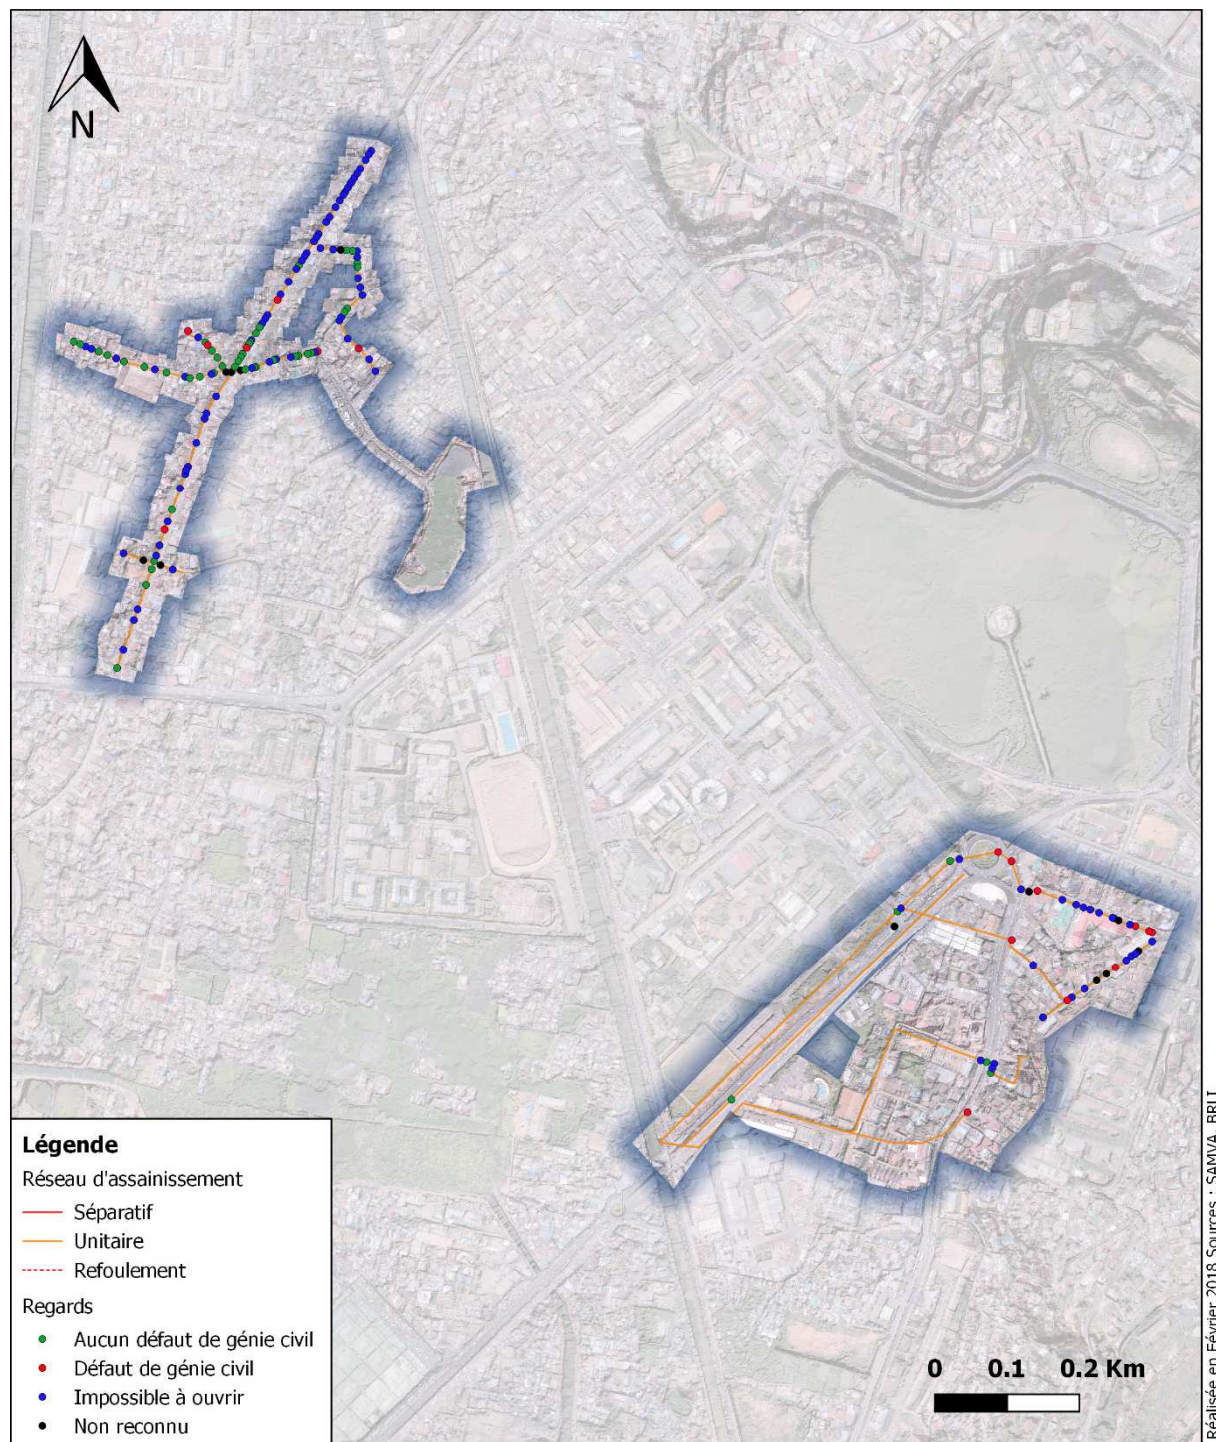 N
Légende
Réseau d'assainissement
Séparatif
Unitaire
Refoulement
Regards
Aucun défaut de génie civil
Défaut de génie civil
Impossible à ouvrir
Non reconnu
0 0.1 0.2 Km
Réalisée en Février 2018 Sources : SAMVA, BRLI